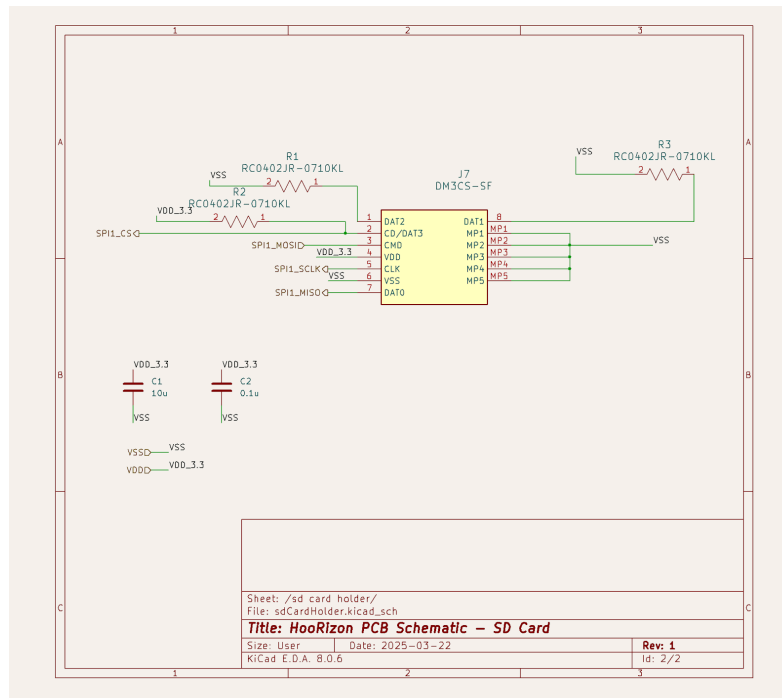 1 2 3
A A
R3
RC0402JR-0710KL
VSS
2 1
R1
RC0402JR-0710KL
VSS
2 1
J7
DM3CS-SF
R2
RC0402JR-0710KL
VDD_3.3
2 1
SPI1_CS
SPI1_MOSI
VDD_3.3
SPI1_SCLK
VSS
SPI1_MISO
1 DAT2 DAT1 8
2 CD/DAT3 MP1 MP1
3 CMD MP2 MP2
4 VDD MP3 MP3
5 CLK MP4 MP4
6 VSS MP5 MP5
7 DAT0
VSS
B B
VDD_3.3 VDD_3.3
C1 C2
10u 0.1u
VSS VSS
VSS VSS
VDD VDD_3.3
C C
Sheet: /sd card holder/
File: sdCardHolder.kicad_sch
Title: HooRizon PCB Schematic - SD Card
Size: User Date: 2025-03-22 Rev: 1
KiCad E.D.A. 8.0.6 Id: 2/2
1 2 3